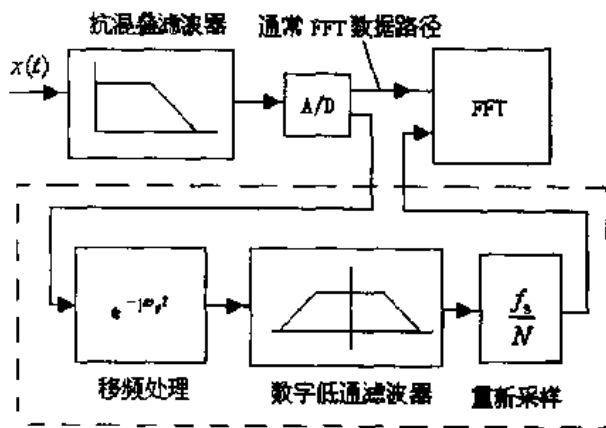 抗混叠滤波器
通常 FFT 数据路径
x(t)
A/D
FFT
f_s/N
移频处理
数字低通滤波器
重新采样